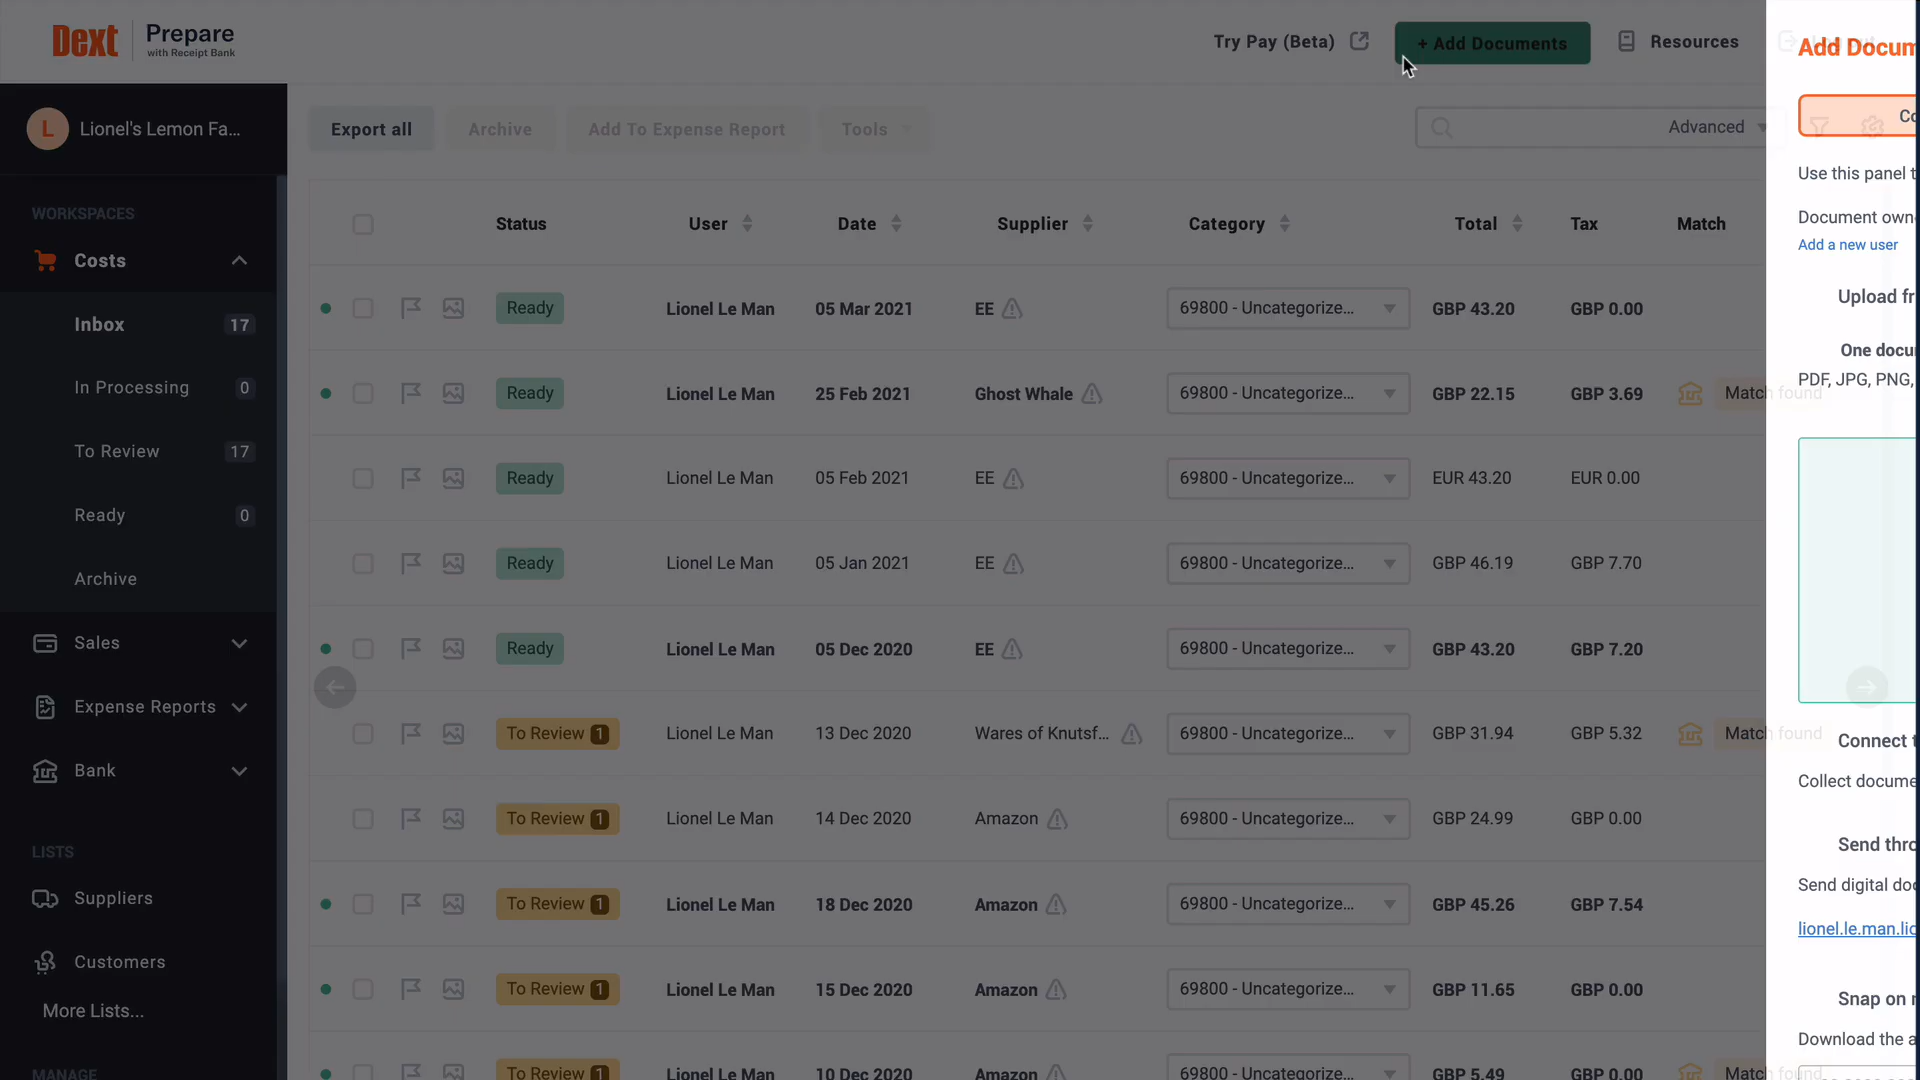 Dext Prepare
with Receipt Bank
Try Pay (Beta)
+ Add Documents
Resources
L Lionel's Lemon Fa...
Export all
Archive
Add To Expense Report
Tools
Advanced
WORKSPACES
Costs
Inbox 17
In Processing 0
To Review 17
Ready 0
Archive
Sales
Expense Reports
Bank
LISTS
Suppliers
Customers
More Lists...
MANAGE
Status User Date Supplier Category Total Tax Match
Ready Lionel Le Man 05 Mar 2021 EE 69800 - Uncategorize... GBP 43.20 GBP 0.00
Ready Lionel Le Man 25 Feb 2021 Ghost Whale 69800 - Uncategorize... GBP 22.15 GBP 3.69 Match found
Ready Lionel Le Man 05 Feb 2021 EE 69800 - Uncategorize... EUR 43.20 EUR 0.00
Ready Lionel Le Man 05 Jan 2021 EE 69800 - Uncategorize... GBP 46.19 GBP 7.70
Ready Lionel Le Man 05 Dec 2020 EE 69800 - Uncategorize... GBP 43.20 GBP 7.20
To Review 1 Lionel Le Man 13 Dec 2020 Wares of Knutsf... 69800 - Uncategorize... GBP 31.94 GBP 5.32 Match found
To Review 1 Lionel Le Man 14 Dec 2020 Amazon 69800 - Uncategorize... GBP 24.99 GBP 0.00
To Review 1 Lionel Le Man 18 Dec 2020 Amazon 69800 - Uncategorize... GBP 45.26 GBP 7.54
To Review 1 Lionel Le Man 15 Dec 2020 Amazon 69800 - Uncategorize... GBP 11.65 GBP 0.00
To Review 1 Lionel Le Man 10 Dec 2020 Amazon 69800 - Uncategorize... GBP 5.49 GBP 0.00 Match found
Add Docum
Co
Use this panel t
Document own
Add a new user
Upload fr
One docu
PDF, JPG, PNG,
Connect t
Collect docume
Send thro
Send digital doc
lionel.le.man.lio
Snap on
Download the a